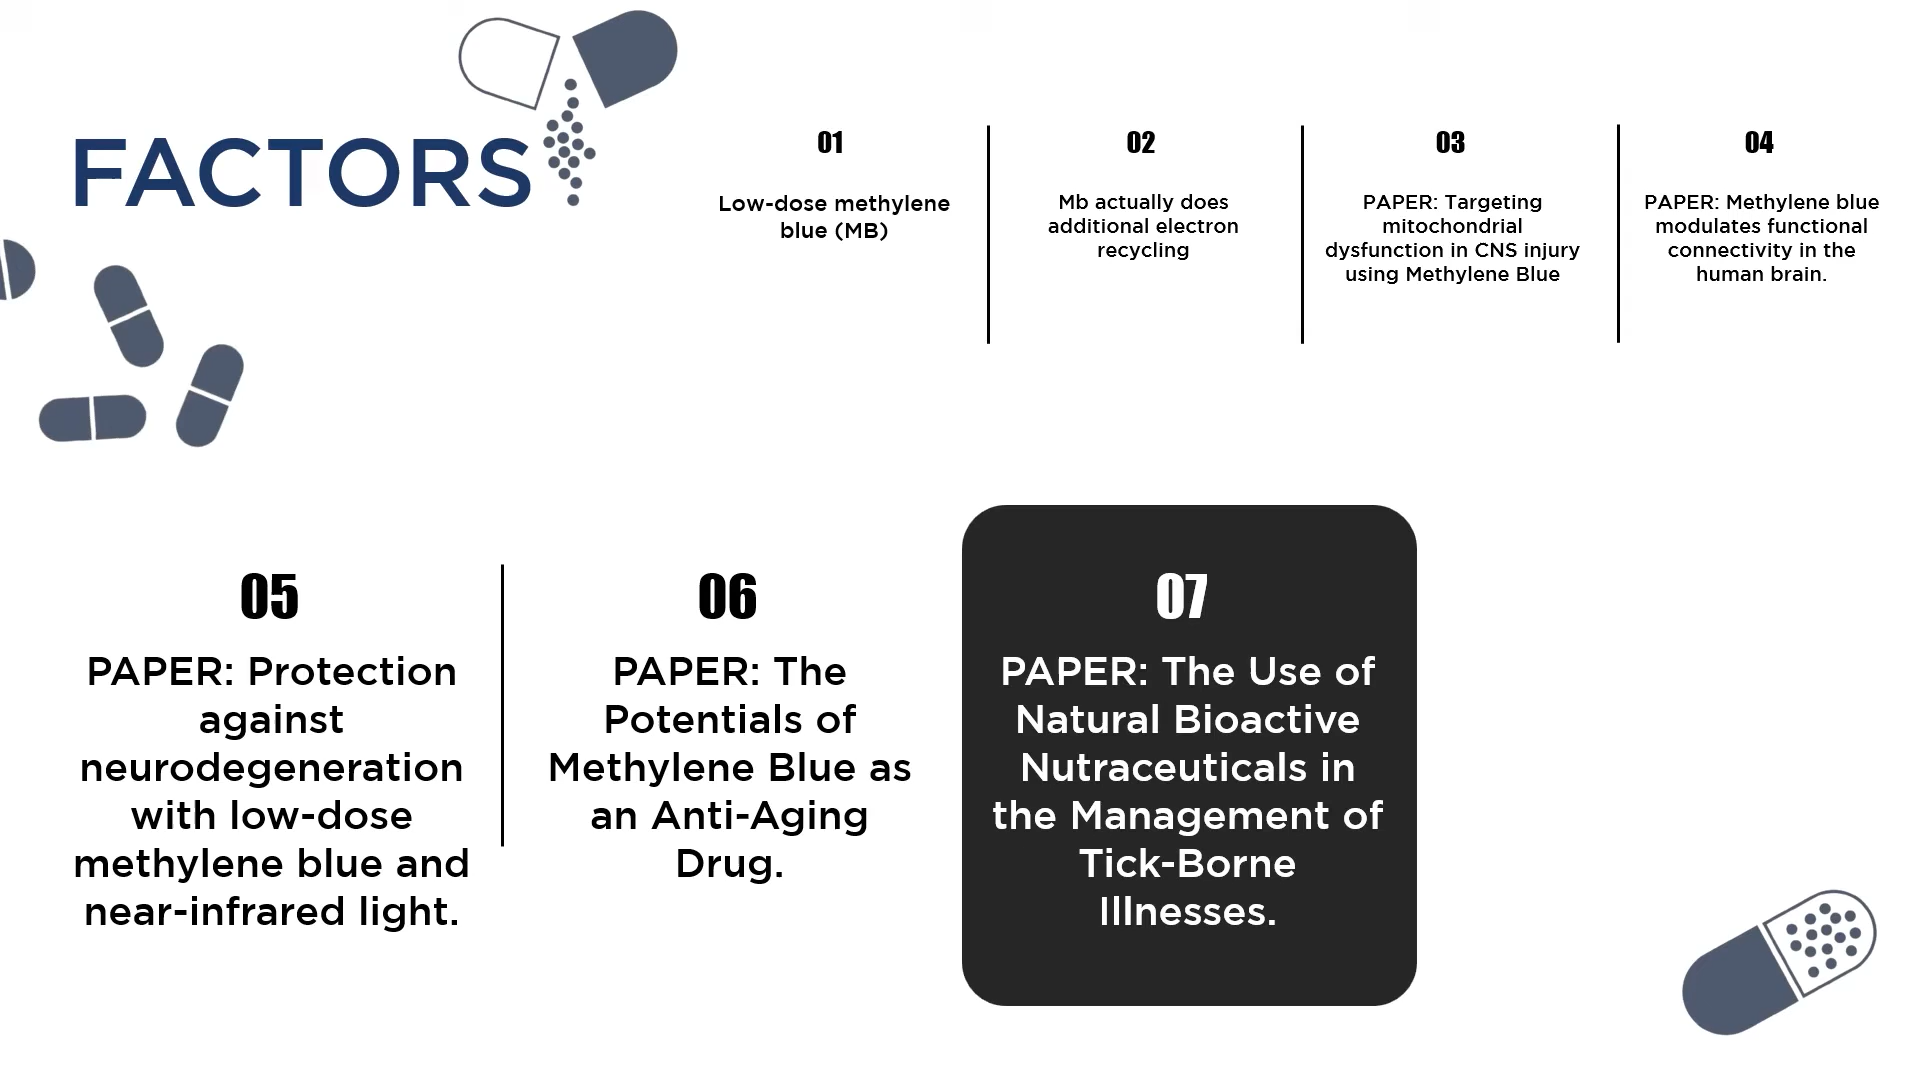 FACTORS
01
Low-dose methylene
blue (MB)
02
Mb actually does
additional electron
recycling
03
PAPER: Targeting
mitochondrial
dysfunction in CNS injury
using Methylene Blue
04
PAPER: Methylene blue
modulates functional
connectivity in the
human brain.
05
PAPER: Protection
against
neurodegeneration
with low-dose
methylene blue and
near-infrared light.
06
PAPER: The
Potentials of
Methylene Blue as
an Anti-Aging
Drug.
07
PAPER: The Use of
Natural Bioactive
Nutraceuticals in
the Management of
Tick-Borne
Illnesses.